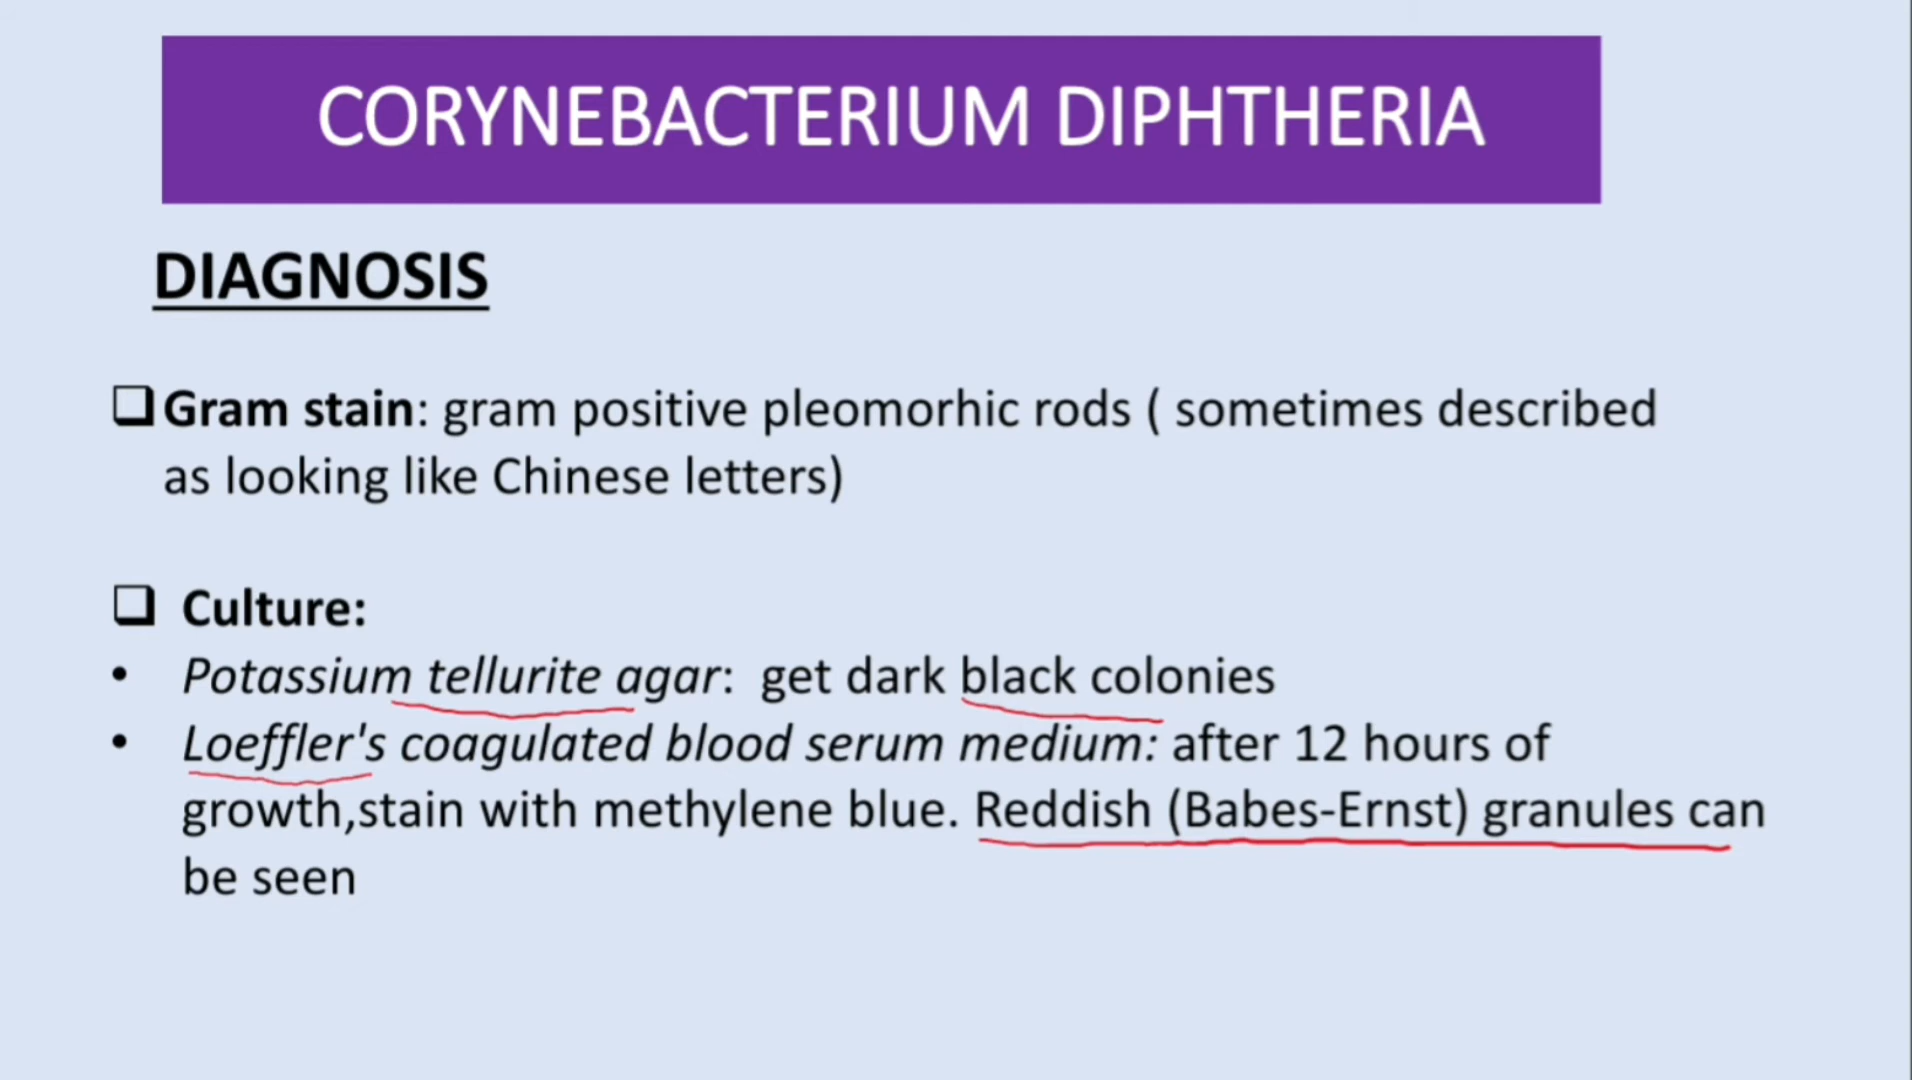 CORYNEBACTERIUM DIPHTHERIA
DIAGNOSIS
❑Gram stain: gram positive pleomorhic rods ( sometimes described
as looking like Chinese letters)
❑ Culture:
• Potassium tellurite agar: get dark black colonies
• Loeffler's coagulated blood serum medium: after 12 hours of
growth,stain with methylene blue. Reddish (Babes-Ernst) granules can
be seen